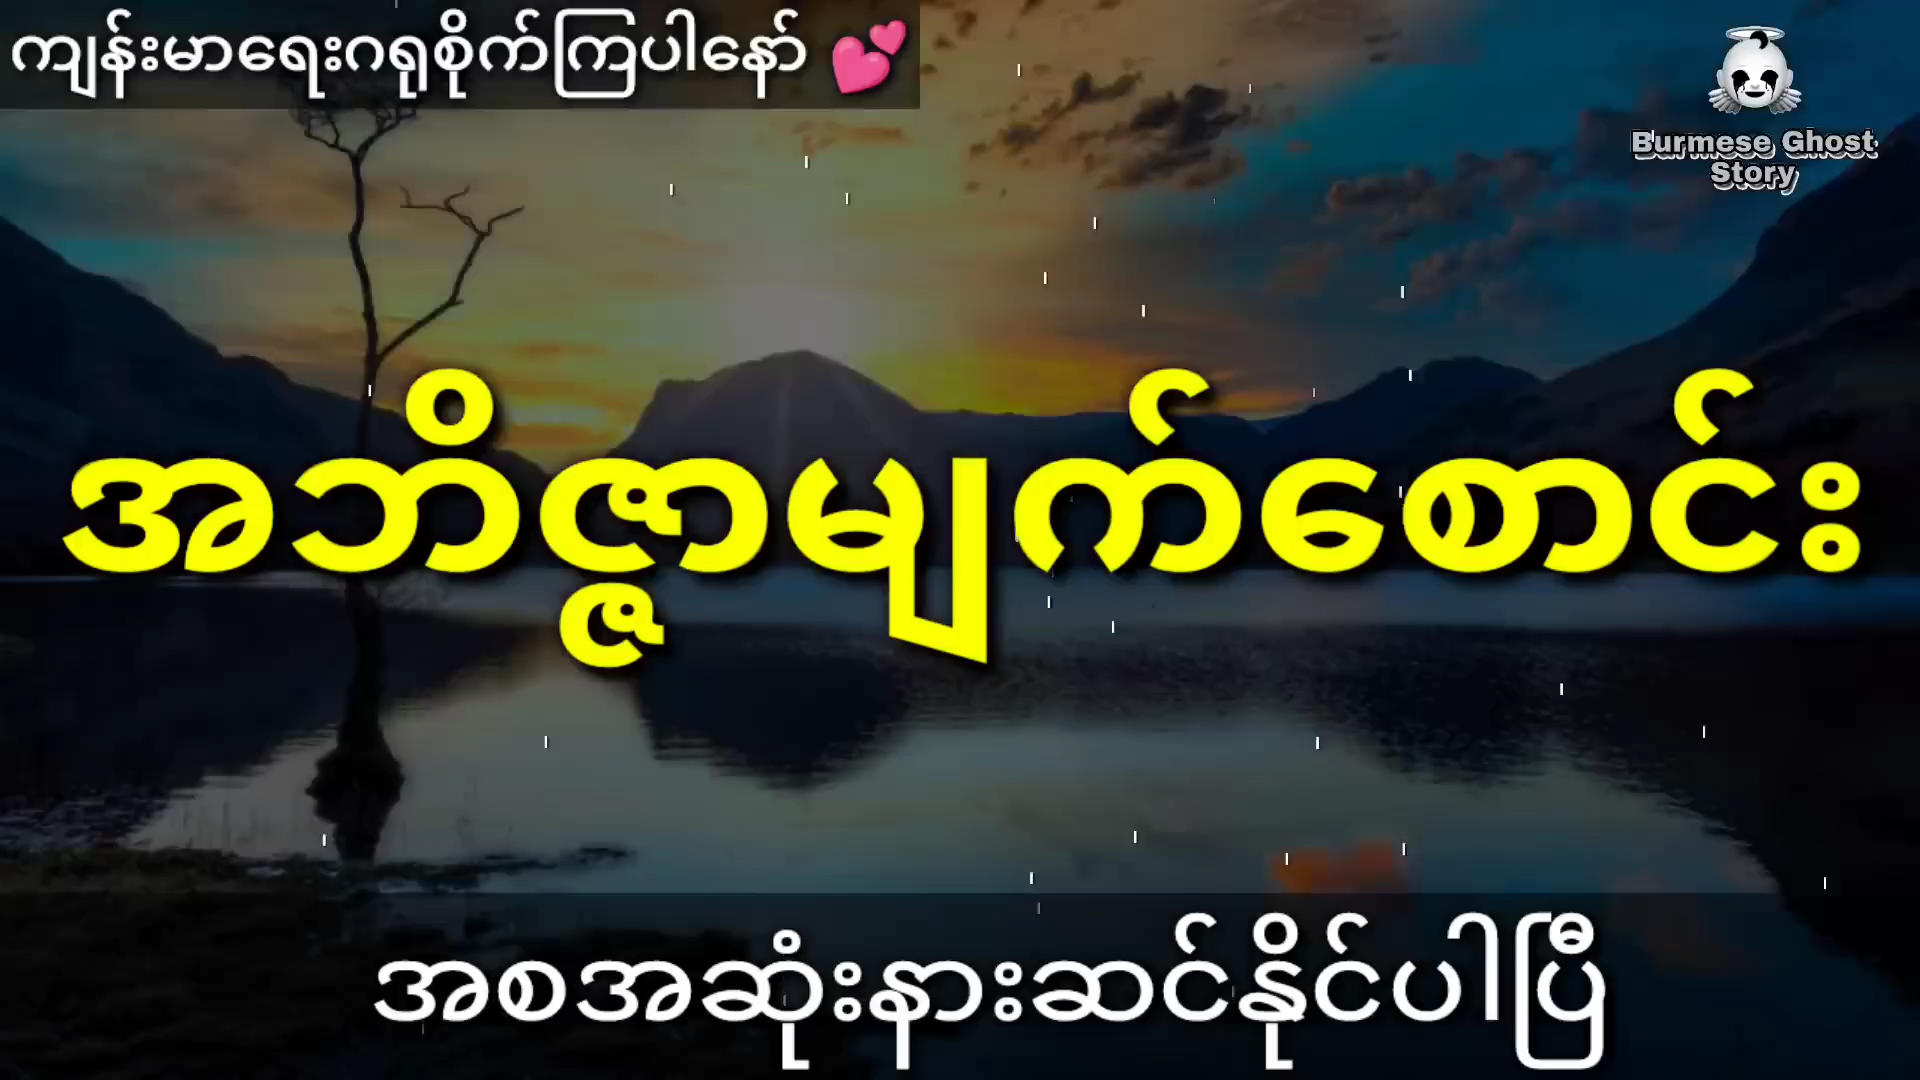 ကျန်းမာရေးဂရုစိုက်ကြပါနော် 💕
Burmese Ghost
Story
အဘိဇ္ဇာမျက်စောင်း
အစအဆုံးနားဆင်နိုင်ပါပြီ